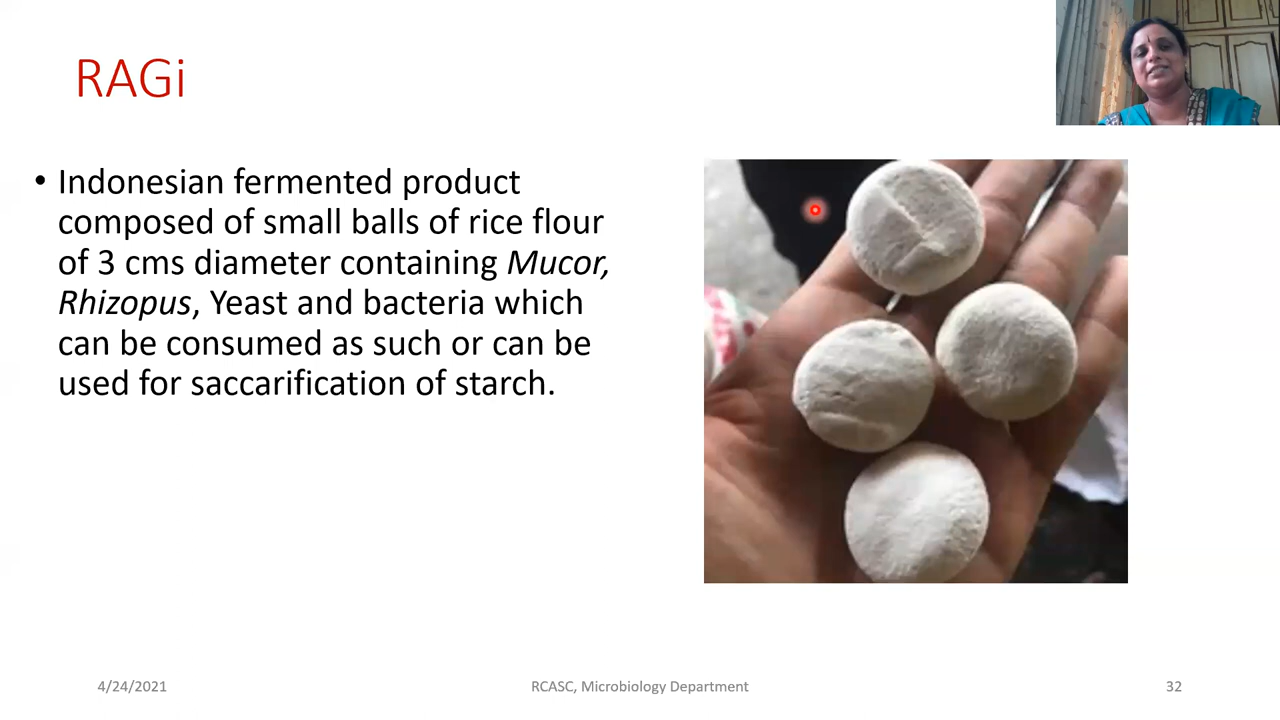 RAGi
• Indonesian fermented product
composed of small balls of rice flour
of 3 cms diameter containing Mucor,
Rhizopus, Yeast and bacteria which
can be consumed as such or can be
used for saccarification of starch.
4/24/2021
RCASC, Microbiology Department
32